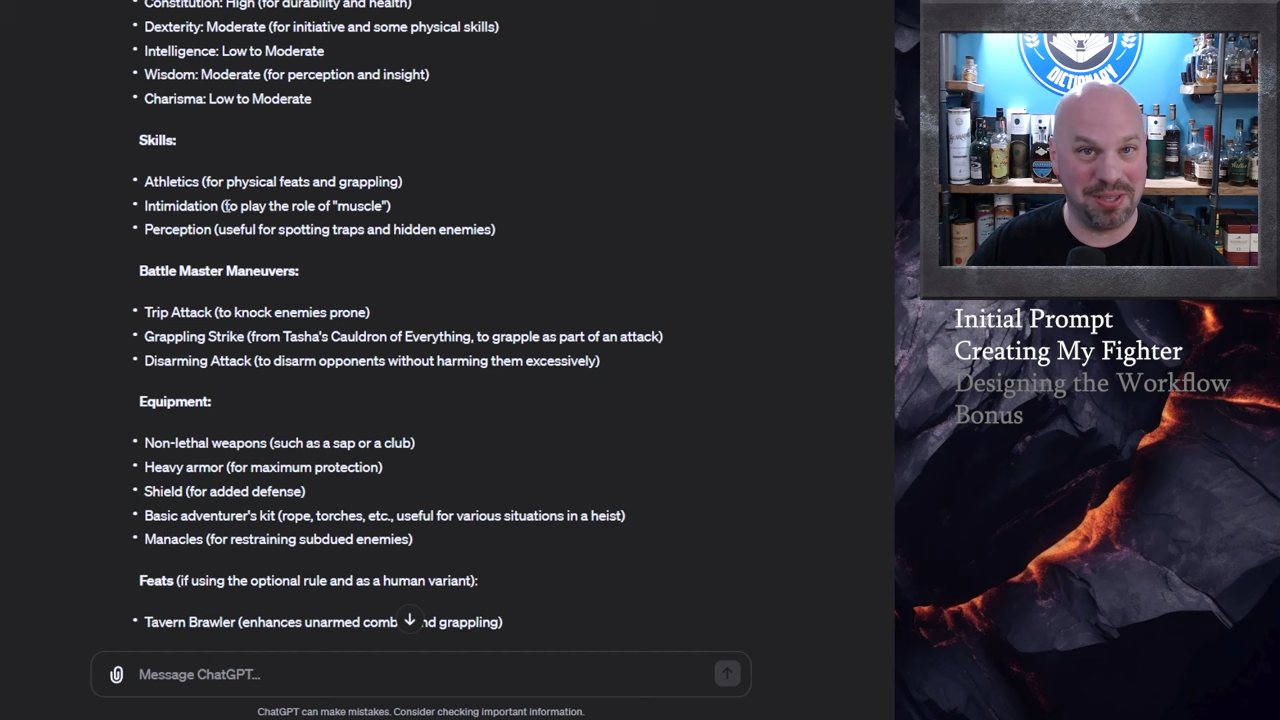 Constitution: High (for durability and health)
Dexterity: Moderate (for initiative and some physical skills)
Intelligence: Low to Moderate
Wisdom: Moderate (for perception and insight)
Charisma: Low to Moderate
Skills:
Athletics (for physical feats and grappling)
Intimidation (to play the role of "muscle")
Perception (useful for spotting traps and hidden enemies)
Battle Master Maneuvers:
Trip Attack (to knock enemies prone)
Grappling Strike (from Tasha's Cauldron of Everything, to grapple as part of an attack)
Disarming Attack (to disarm opponents without harming them excessively)
Equipment:
Non-lethal weapons (such as a sap or a club)
Heavy armor (for maximum protection)
Shield (for added defense)
Basic adventurer's kit (rope, torches, etc., useful for various situations in a heist)
Manacles (for restraining subdued enemies)
Feats (if using the optional rule and as a human variant):
Tavern Brawler (enhances unarmed comb nd grappling)
Message ChatGPT...
ChatGPT can make mistakes. Consider checking important information.
DICTIONARY
Initial Prompt
Creating My Fighter
Designing the Workflow
Bonus